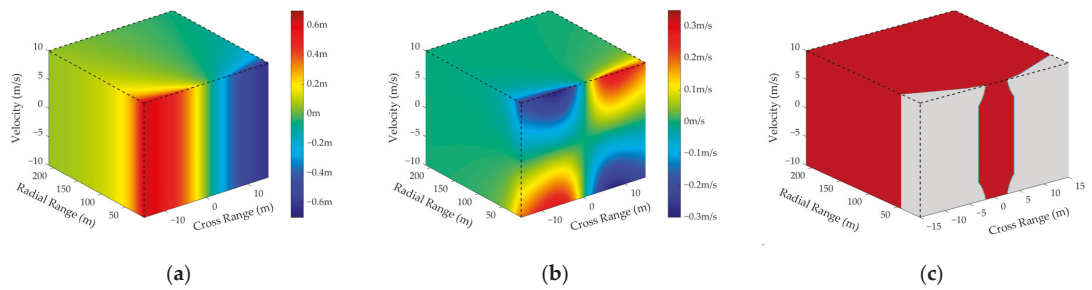 Velocity (m/s)
10
5
0
−5
−10
200
150
100
50
Radial Range (m)
−10
0
10
Cross Range (m)
0.6m
0.4m
0.2m
0m
−0.2m
−0.4m
−0.6m
(a)
Velocity (m/s)
10
5
0
−5
−10
200
150
100
50
Radial Range (m)
−10
0
10
Cross Range (m)
0.3m/s
0.2m/s
0.1m/s
0m/s
−0.1m/s
−0.2m/s
−0.3m/s
(b)
Velocity (m/s)
10
5
0
−5
−10
200
150
100
50
Radial Range (m)
−15
−10
−5
0
5
10
15
Cross Range (m)
(c)